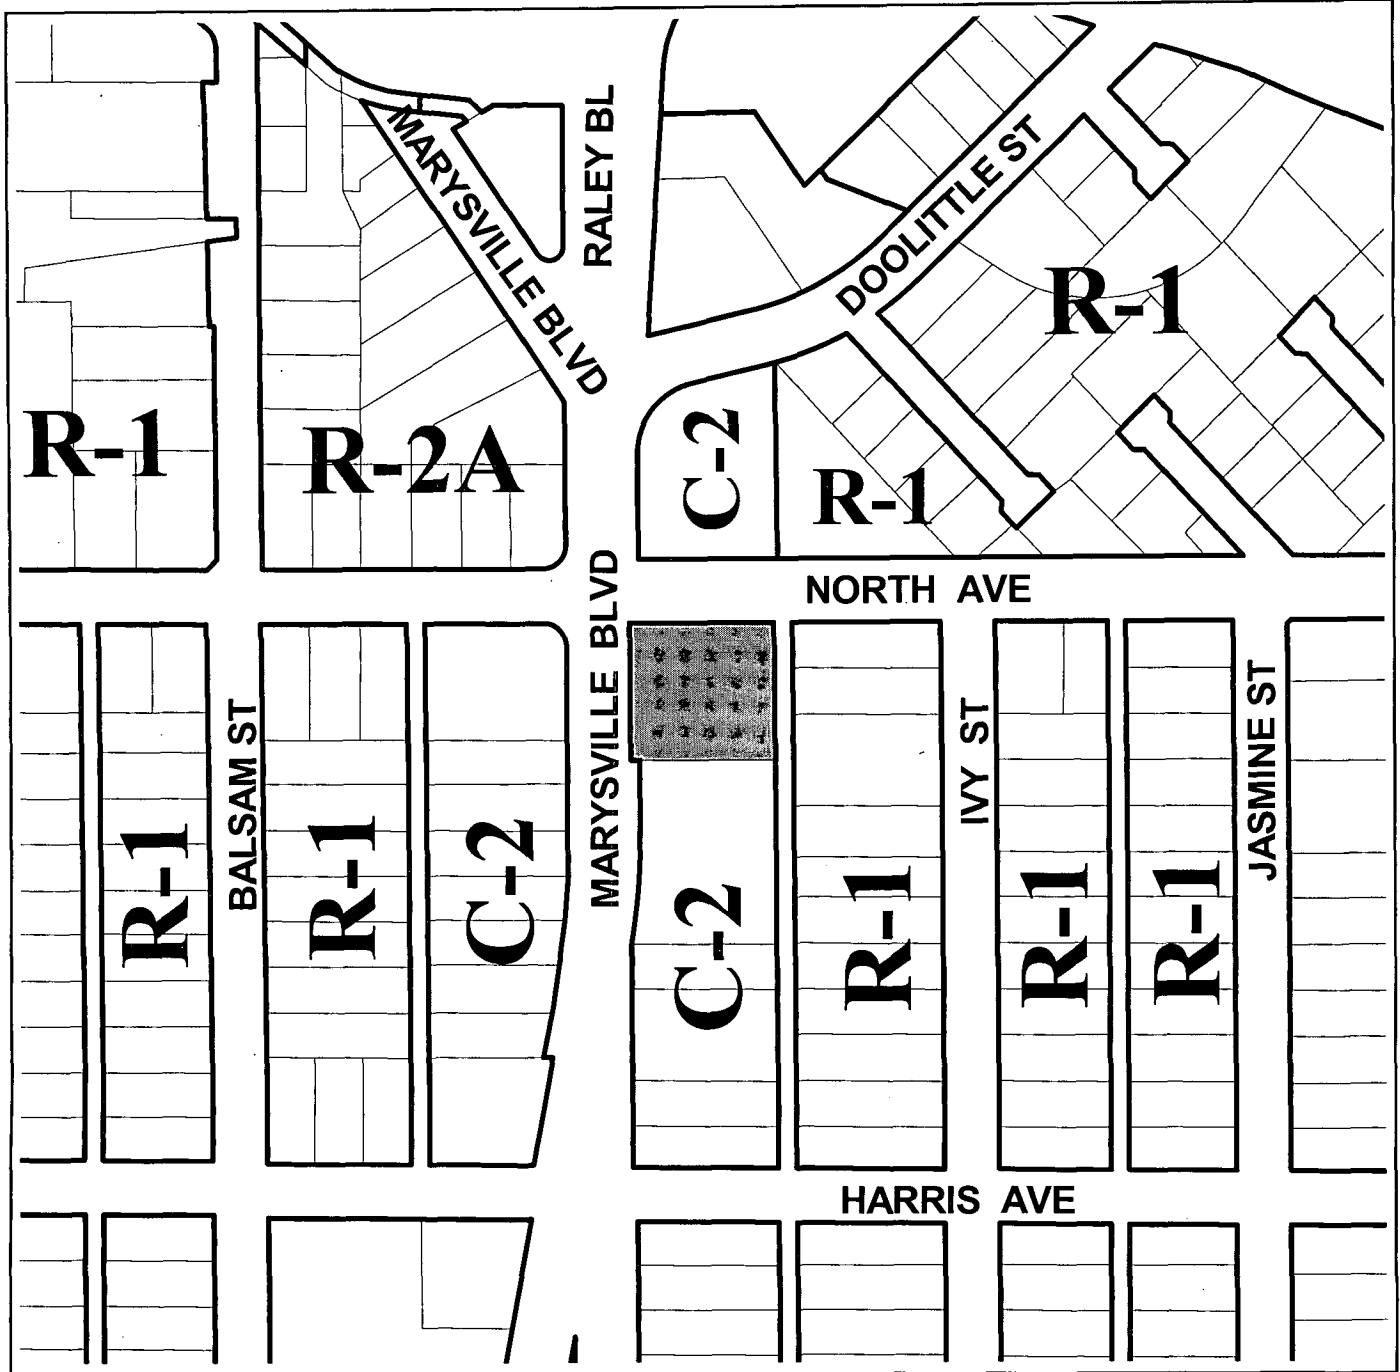 RALEY BL
MARYSVILLE BLVD
DOOLITTLE ST
R-1
R-1
R-2A
C-2
R-1
NORTH AVE
MARYSVILLE BLVD
BALSAM ST
IVY ST
JASMINE ST
R-1
R-1
C-2
C-2
R-1
R-1
R-1
HARRIS AVE